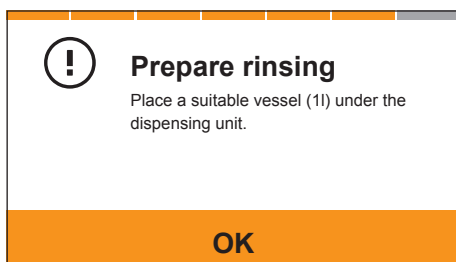 Prepare rinsing
Place a suitable vessel (1l) under the
dispensing unit.
OK